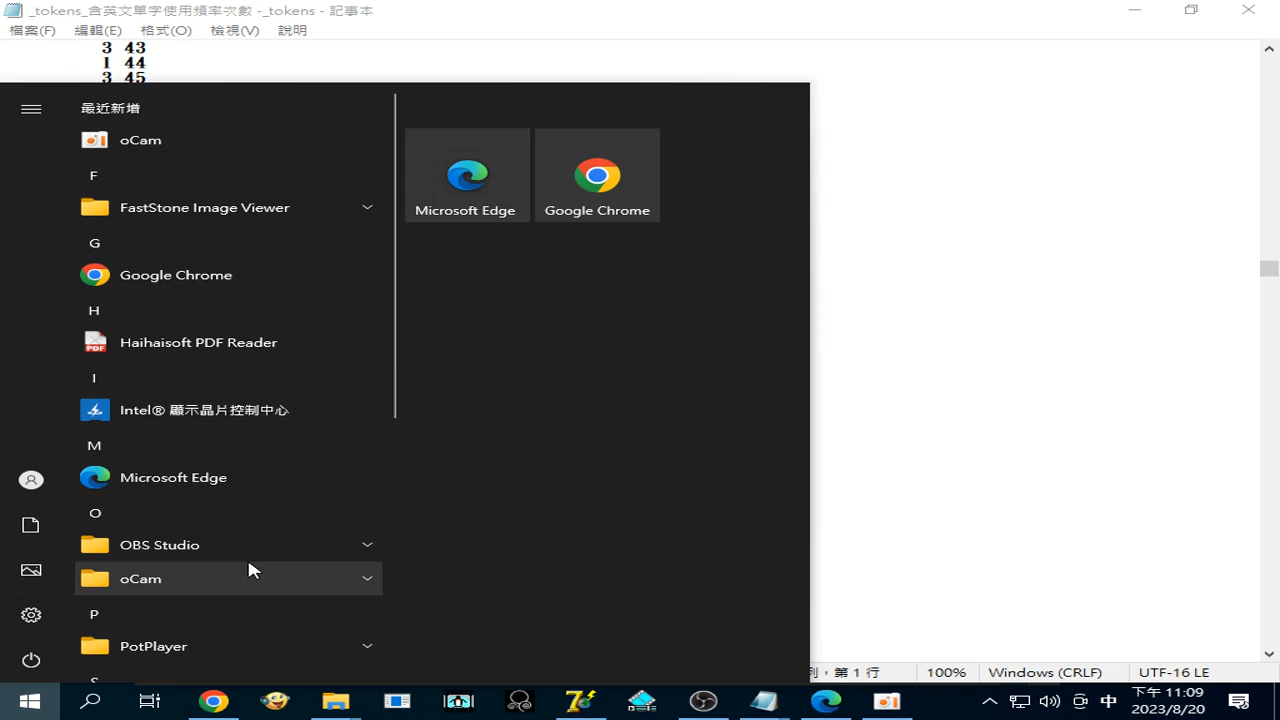 _tokens_含英文單字使用頻率次數 -_tokens - 記事本
檔案(F) 編輯(E) 格式(O) 檢視(V) 說明
3 43
1 44
3 45
最近新增
oCam
F
FastStone Image Viewer
G
Google Chrome
H
Haihaisoft PDF Reader
I
Intel® 顯示晶片控制中心
M
Microsoft Edge
O
OBS Studio
oCam
P
PotPlayer
Microsoft Edge
Google Chrome
列，第 1 行
100%
Windows (CRLF)
UTF-16 LE
中
下午 11:09
2023/8/20